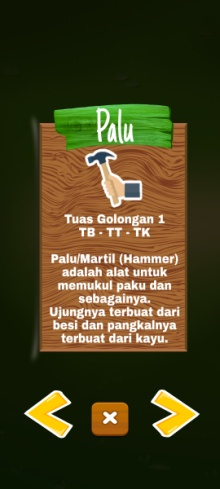 Palu
Tuas Golongan 1
TB - TT - TK
Palu/Martil (Hammer)
adalah alat untuk
memukul paku dan
sebagainya.
Ujungnya terbuat dari
besi dan pangkalnya
terbuat dari kayu.